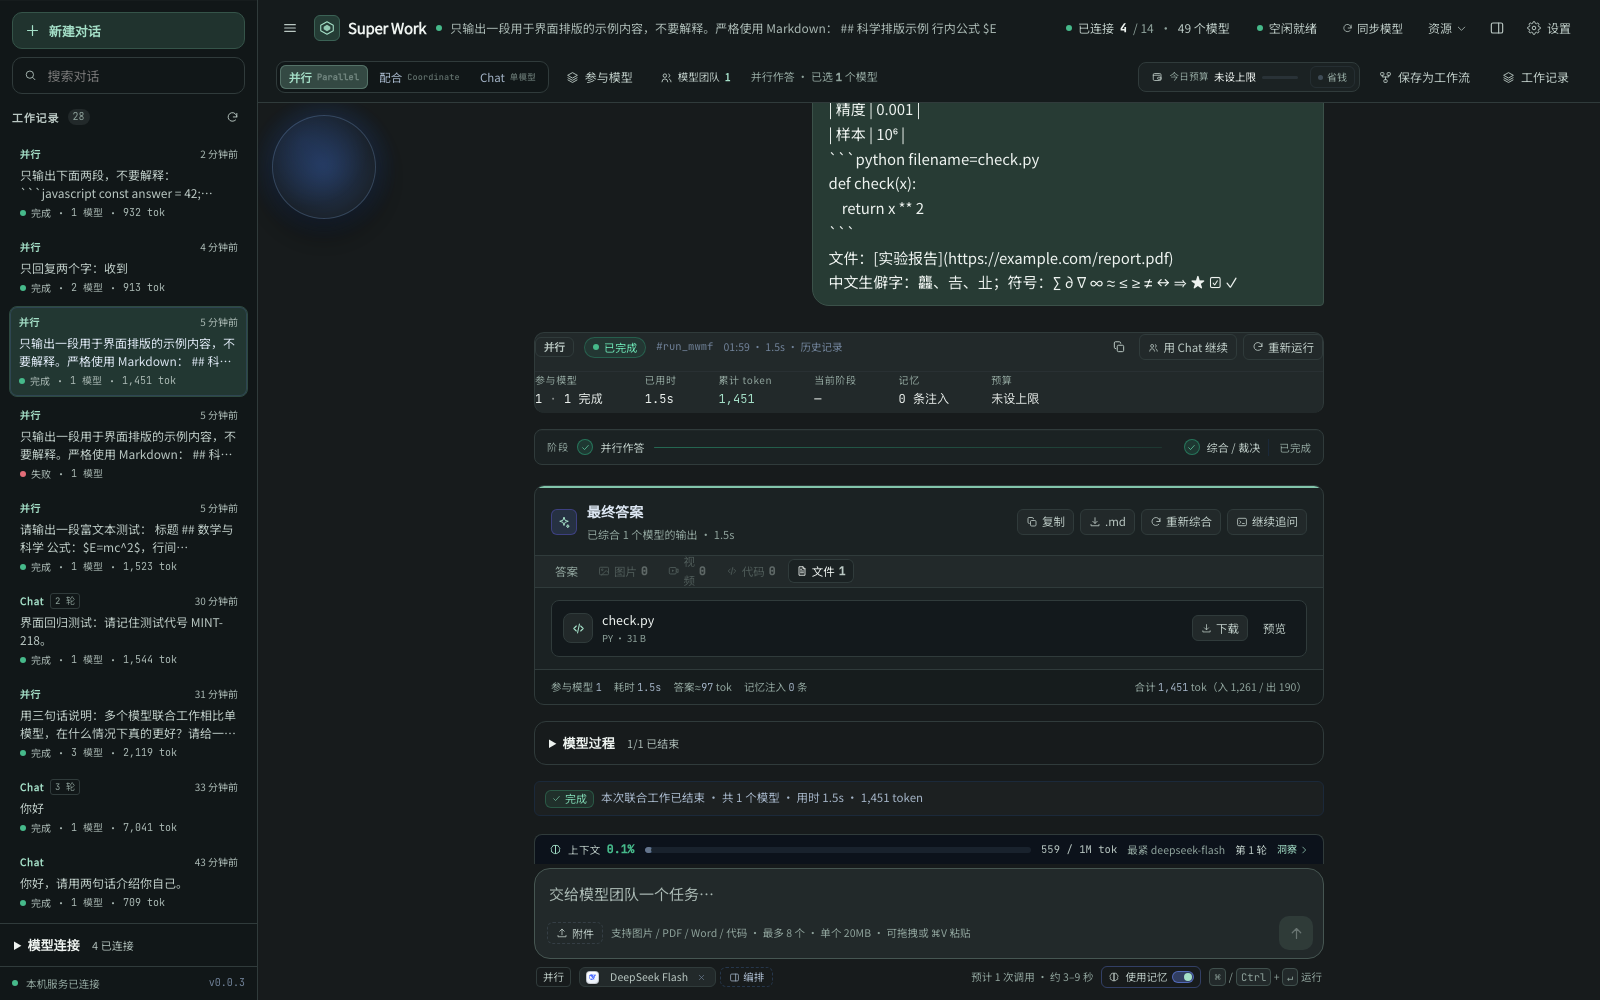 新建对话
搜索对话
工作记录 28
并行 2 分钟前
只输出下面两段，不要解释：
```javascript const answer = 42;…
完成 · 1 模型 · 932 tok
并行 4 分钟前
只回复两个字：收到
完成 · 2 模型 · 913 tok
并行 5 分钟前
只输出一段用于界面排版的示例内容，不
要解释。严格使用 Markdown： ## 科…
完成 · 1 模型 · 1,451 tok
并行 5 分钟前
只输出一段用于界面排版的示例内容，不
要解释。严格使用 Markdown： ## 科…
失败 · 1 模型
并行 5 分钟前
请输出一段富文本测试： 标题 ## 数学与
科学 公式：$E=mc^2$，行间…
完成 · 1 模型 · 1,523 tok
Chat 2 轮 30 分钟前
界面回归测试：请记住测试代号 MINT-
218。
完成 · 1 模型 · 1,544 tok
并行 31 分钟前
用三句话说明：多个模型联合工作相比单
模型，在什么情况下真的更好？请给一…
完成 · 3 模型 · 2,119 tok
Chat 3 轮 33 分钟前
你好
完成 · 1 模型 · 7,041 tok
Chat 43 分钟前
你好，请用两句话介绍你自己。
完成 · 1 模型 · 709 tok
模型连接 4 已连接
本机服务已连接 v0.0.3
Super Work 只输出一段用于界面排版的示例内容，不要解释。严格使用 Markdown： ## 科学排版示例 行内公式 $E
已连接 4 / 14 · 49 个模型 空闲就绪 同步模型 资源 设置
并行 Parallel 配合 Coordinate Chat 单模型 参与模型 模型团队 1 并行作答 · 已选 1 个模型
今日预算 未设上限 省钱 保存为工作流 工作记录
| 精度 | 0.001 |
| 样本 | 10⁶ |
```python filename=check.py
def check(x):
return x ** 2
```
文件：[实验报告](https://example.com/report.pdf)
中文生僻字：龘、𠮷、㐀；符号：∑ ∂ ∇ ∞ ≈ ≤ ≥ ≠ ↔ ⇒ ★ ☑ ✓
并行 已完成 #run_mwmf 01:59 · 1.5s · 历史记录 用 Chat 继续 重新运行
参与模型 已用时 累计 token 当前阶段 记忆 预算
1 · 1 完成 1.5s 1,451 — 0 条注入 未设上限
阶段 并行作答 综合 / 裁决 已完成
最终答案
已综合 1 个模型的输出 · 1.5s
复制 .md 重新综合 继续追问
答案 图片 0 视频 0 代码 0 文件 1
check.py
PY · 31 B
下载 预览
参与模型 1 耗时 1.5s 答案≈97 tok 记忆注入 0 条 合计 1,451 tok（入 1,261 / 出 190）
模型过程 1/1 已结束
完成 本次联合工作已结束 · 共 1 个模型 · 用时 1.5s · 1,451 token
上下文 0.1% 559 / 1M tok 最紧 deepseek-flash 第 1 轮 洞察
交给模型团队一个任务…
附件 支持图片 / PDF / Word / 代码 · 最多 8 个 · 单个 20MB · 可拖拽或 ⌘V 粘贴
并行 DeepSeek Flash × 编排 预计 1 次调用 · 约 3–9 秒 使用记忆 ⌘ / Ctrl + ↵ 运行